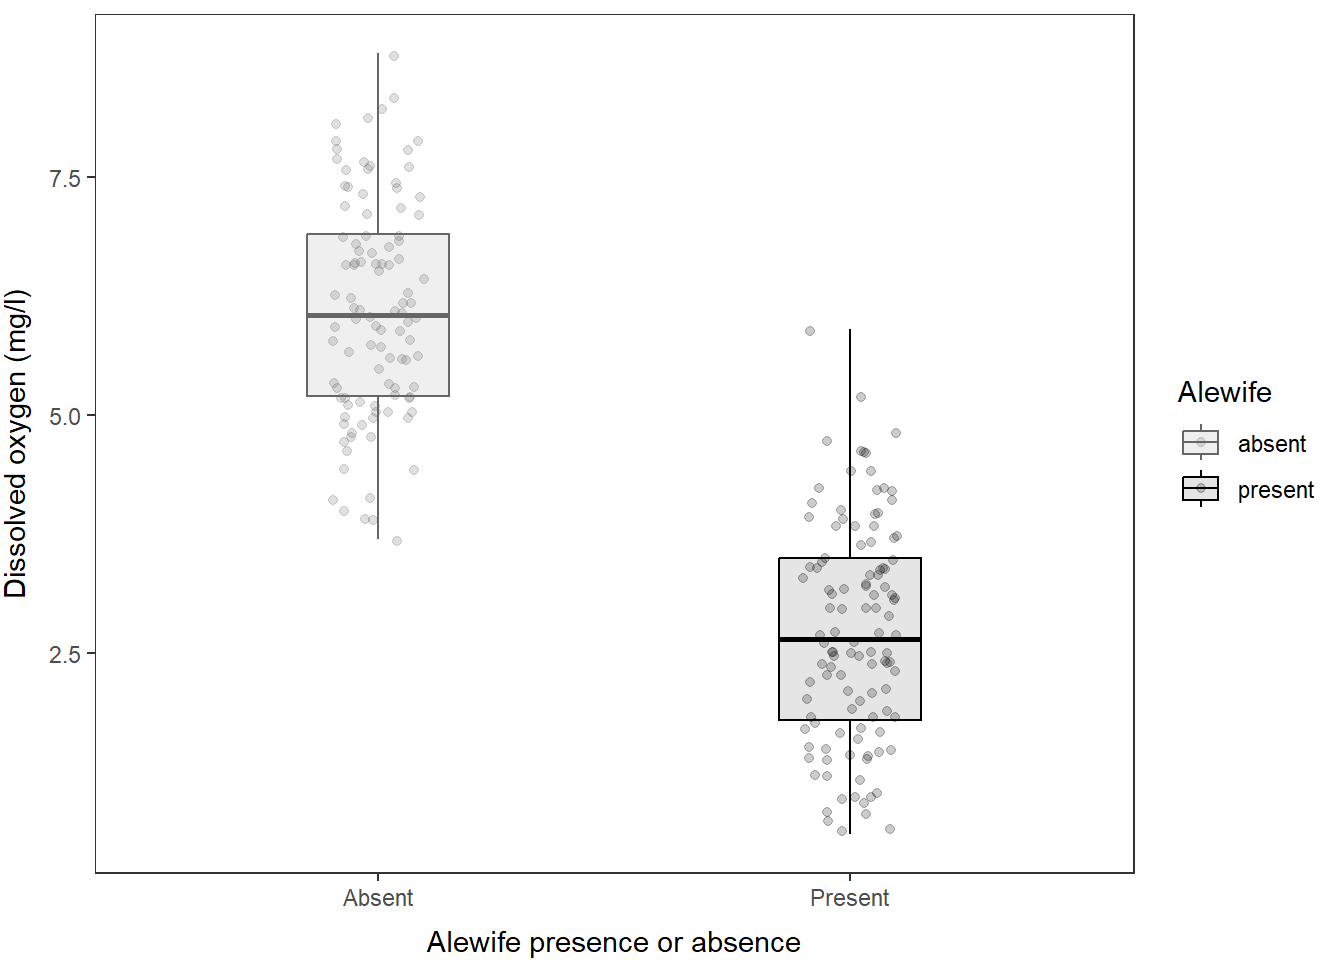 Dissolved oxygen (mg/l)
7.5
5.0
2.5
Absent
Present
Alewife presence or absence
Alewife
absent
present